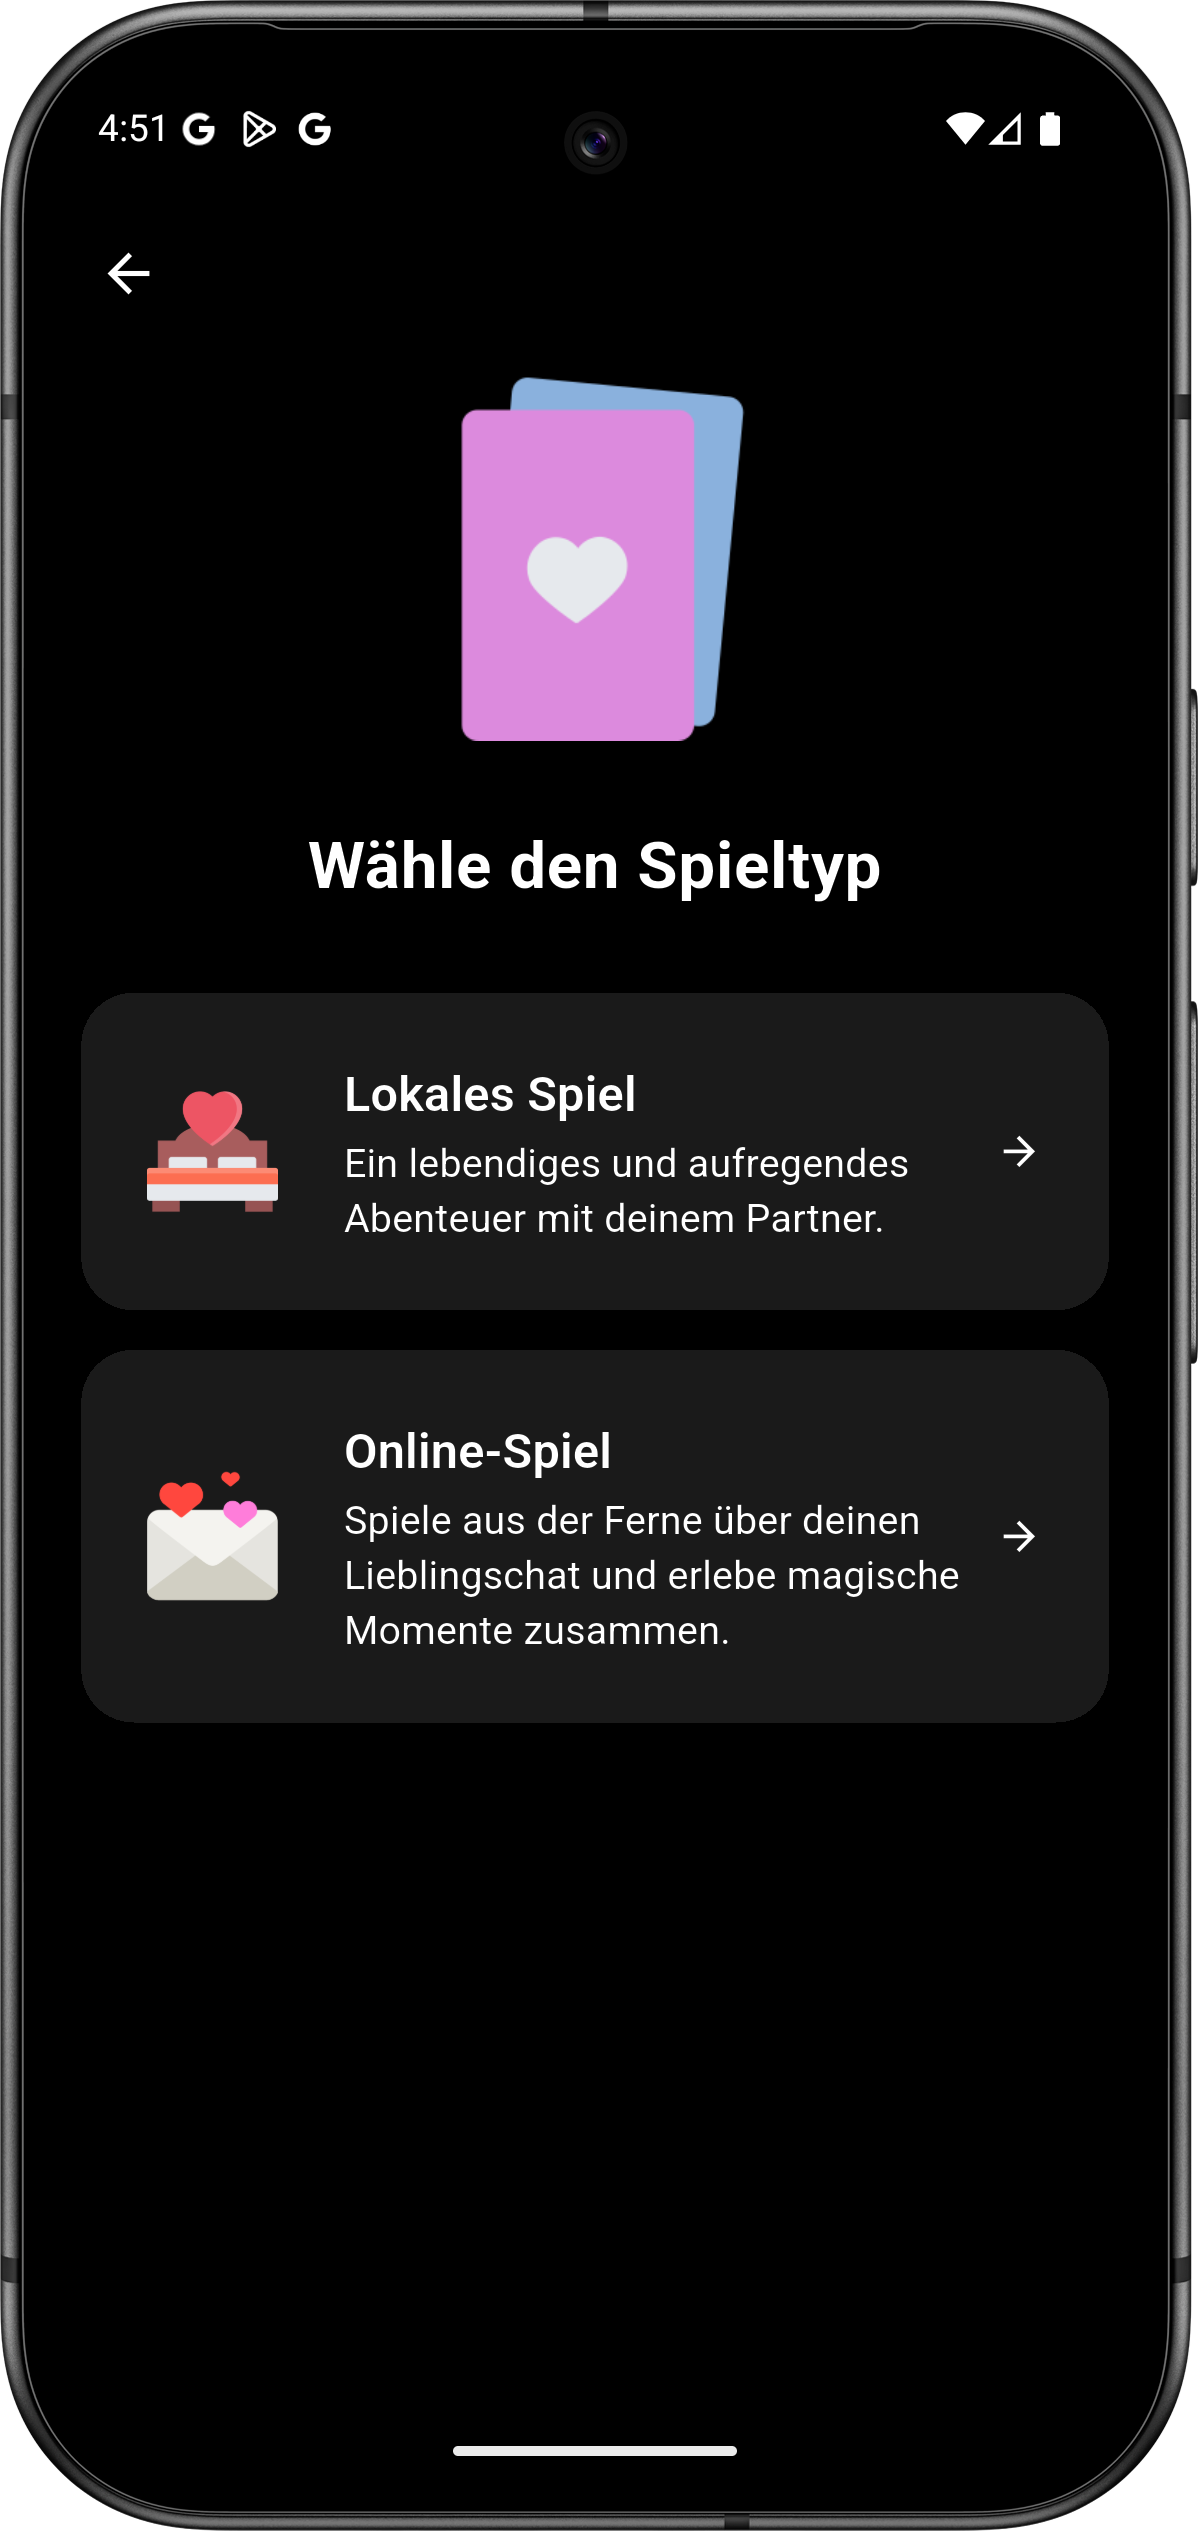 4:51
Wähle den Spieltyp
Lokales Spiel
Ein lebendiges und aufregendes
Abenteuer mit deinem Partner.
Online-Spiel
Spiele aus der Ferne über deinen
Lieblingschat und erlebe magische
Momente zusammen.